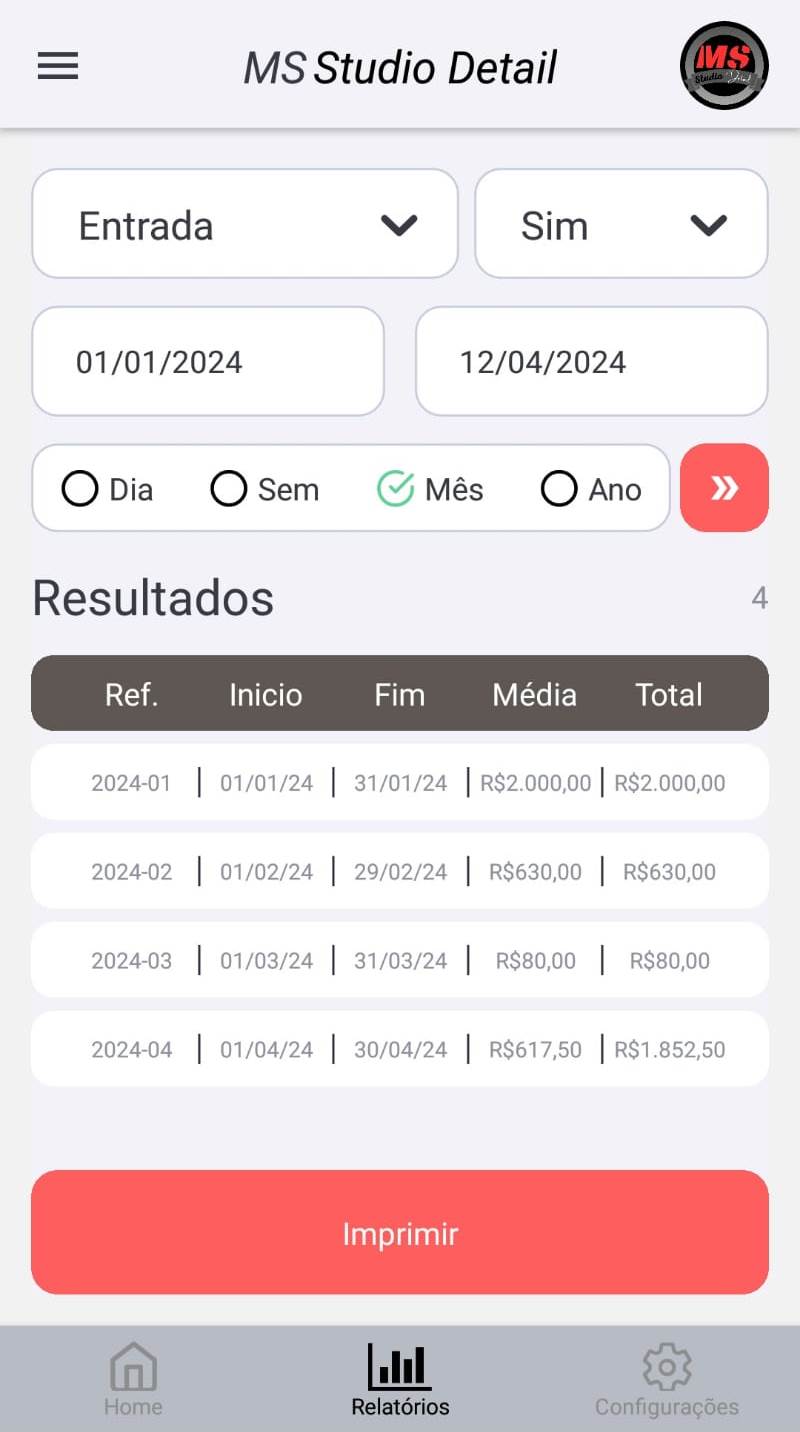 MS Studio Detail
MS
Studio Detail
Entrada
Sim
01/01/2024
12/04/2024
Dia Sem Mês Ano
Resultados
4
Ref. Inicio Fim Média Total
2024-01 | 01/01/24 | 31/01/24 | R$2.000,00 | R$2.000,00
2024-02 | 01/02/24 | 29/02/24 | R$630,00 | R$630,00
2024-03 | 01/03/24 | 31/03/24 | R$80,00 | R$80,00
2024-04 | 01/04/24 | 30/04/24 | R$617,50 | R$1.852,50
Imprimir
Home Relatórios Configurações